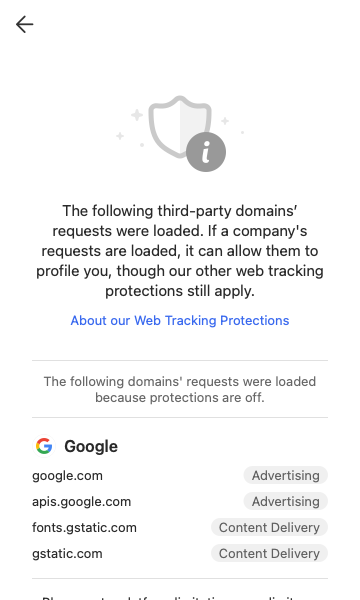 The following third-party domains’
requests were loaded. If a company's
requests are loaded, it can allow them to
profile you, though our other web tracking
protections still apply.
About our Web Tracking Protections
The following domains' requests were loaded
because protections are off.
Google
google.com Advertising
apis.google.com Advertising
fonts.gstatic.com Content Delivery
gstatic.com Content Delivery